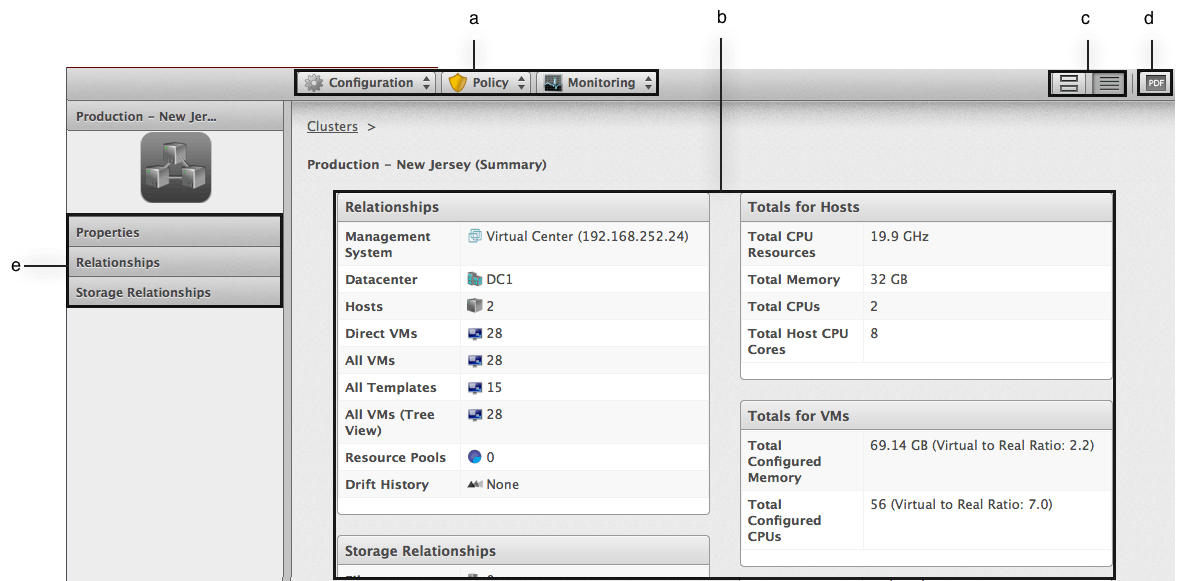 a
b
c
d
Configuration Policy Monitoring
PDF
Production – New Jer...
Clusters >
Production – New Jersey (Summary)
e
Properties
Relationships
Storage Relationships
Relationships
Management System Virtual Center (192.168.252.24)
Datacenter DC1
Hosts 2
Direct VMs 28
All VMs 28
All Templates 15
All VMs (Tree View) 28
Resource Pools 0
Drift History None
Storage Relationships
Totals for Hosts
Total CPU Resources 19.9 GHz
Total Memory 32 GB
Total CPUs 2
Total Host CPU Cores 8
Totals for VMs
Total Configured Memory 69.14 GB (Virtual to Real Ratio: 2.2)
Total Configured CPUs 56 (Virtual to Real Ratio: 7.0)